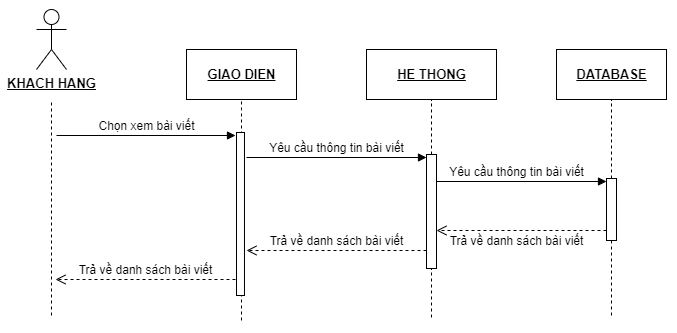 KHACH HANG
GIAO DIEN
HE THONG
DATABASE
Chọn xem bài viết
Yêu cầu thông tin bài viết
Yêu cầu thông tin bài viết
Trả về danh sách bài viết
Trả về danh sách bài viết
Trả về danh sách bài viết